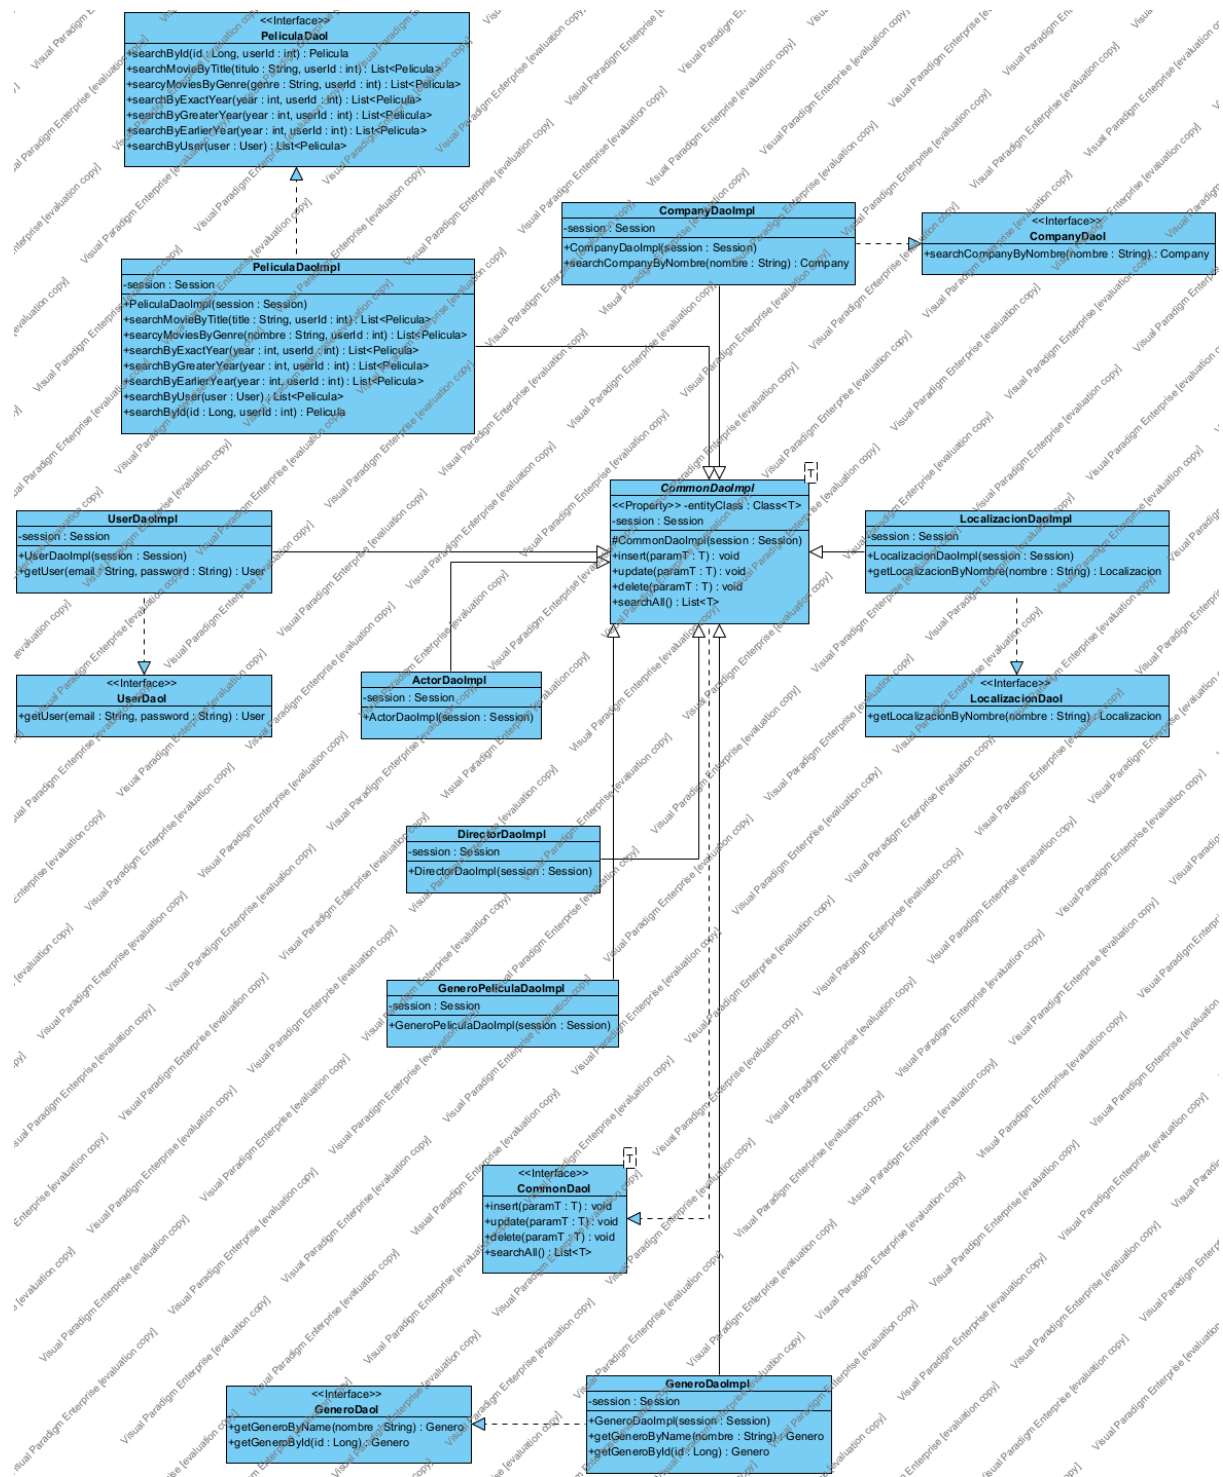 <<Interface>>
PeliculaDaoI
+searchById(id : Long, userId : int) : Pelicula
+searchMovieByTitle(titulo : String, userId : int) : List<Pelicula>
+searcyMoviesByGenre(genre : String, userId : int) : List<Pelicula>
+searchByExactYear(year : int, userId : int) : List<Pelicula>
+searchByGreaterYear(year : int, userId : int) : List<Pelicula>
+searchByEarlierYear(year : int, userId : int) : List<Pelicula>
+searchByUser(user : User) : List<Pelicula>
CompanyDaoImpl
-session : Session
+CompanyDaoImpl(session : Session)
+searchCompanyByNombre(nombre : String) : Company
<<Interface>>
CompanyDaoI
+searchCompanyByNombre(nombre : String) : Company
PeliculaDaoImpl
-session : Session
+PeliculaDaoImpl(session : Session)
+searchMovieByTitle(title : String, userId : int) : List<Pelicula>
+searcyMoviesByGenre(nombre : String, userId : int) : List<Pelicula>
+searchByExactYear(year : int, userId : int) : List<Pelicula>
+searchByGreaterYear(year : int, userId : int) : List<Pelicula>
+searchByEarlierYear(year : int, userId : int) : List<Pelicula>
+searchByUser(user : User) : List<Pelicula>
+searchById(id : Long, userId : int) : Pelicula
T
CommonDaoImpl
<<Property>> -entityClass : Class<T>
-session : Session
#CommonDaoImpl(session : Session)
+insert(paramT : T) : void
+update(paramT : T) : void
+delete(paramT : T) : void
+searchAll() : List<T>
UserDaoImpl
-session : Session
+UserDaoImpl(session : Session)
+getUser(email : String, password : String) : User
LocalizacionDaoImpl
-session : Session
+LocalizacionDaoImpl(session : Session)
+getLocalizacionByNombre(nombre : String) : Localizacion
<<Interface>>
UserDaoI
+getUser(email : String, password : String) : User
ActorDaoImpl
-session : Session
+ActorDaoImpl(session : Session)
<<Interface>>
LocalizacionDaoI
+getLocalizacionByNombre(nombre : String) : Localizacion
DirectorDaoImpl
-session : Session
+DirectorDaoImpl(session : Session)
GeneroPeliculaDaoImpl
-session : Session
+GeneroPeliculaDaoImpl(session : Session)
T
<<Interface>>
CommonDaoI
+insert(paramT : T) : void
+update(paramT : T) : void
+delete(paramT : T) : void
+searchAll() : List<T>
<<Interface>>
GeneroDaoI
+getGeneroByName(nombre : String) : Genero
+getGeneroById(id : Long) : Genero
GeneroDaoImpl
-session : Session
+GeneroDaoImpl(session : Session)
+getGeneroByName(nombre : String) : Genero
+getGeneroById(id : Long) : Genero
Visual Paradigm Enterprise [evaluation copy]